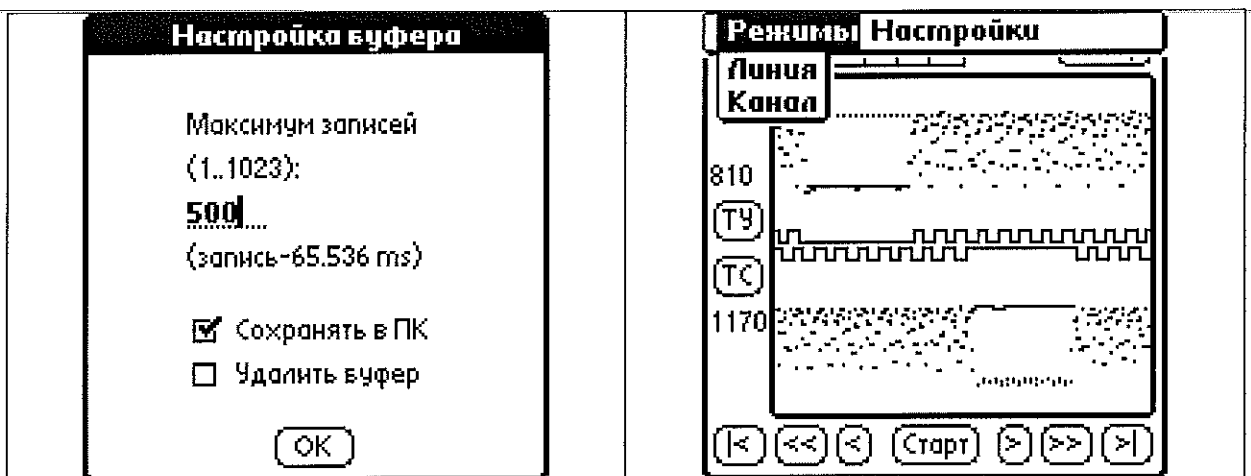 Настройка буфера
Максимум записей
(1..1023):
500
(запись-65.536 ms)
Сохранять в ПК
Удалить буфер
OK
Режимы Настройки
Линия
Канал
810
ТУ
ТС
1170
|< << < Старт > >> >|